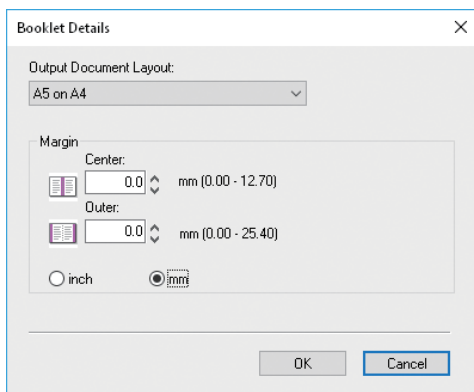 Booklet Details
Output Document Layout:
A5 on A4
Margin
Center:
0.0 mm (0.00 - 12.70)
Outer:
0.0 mm (0.00 - 25.40)
inch mm
OK Cancel